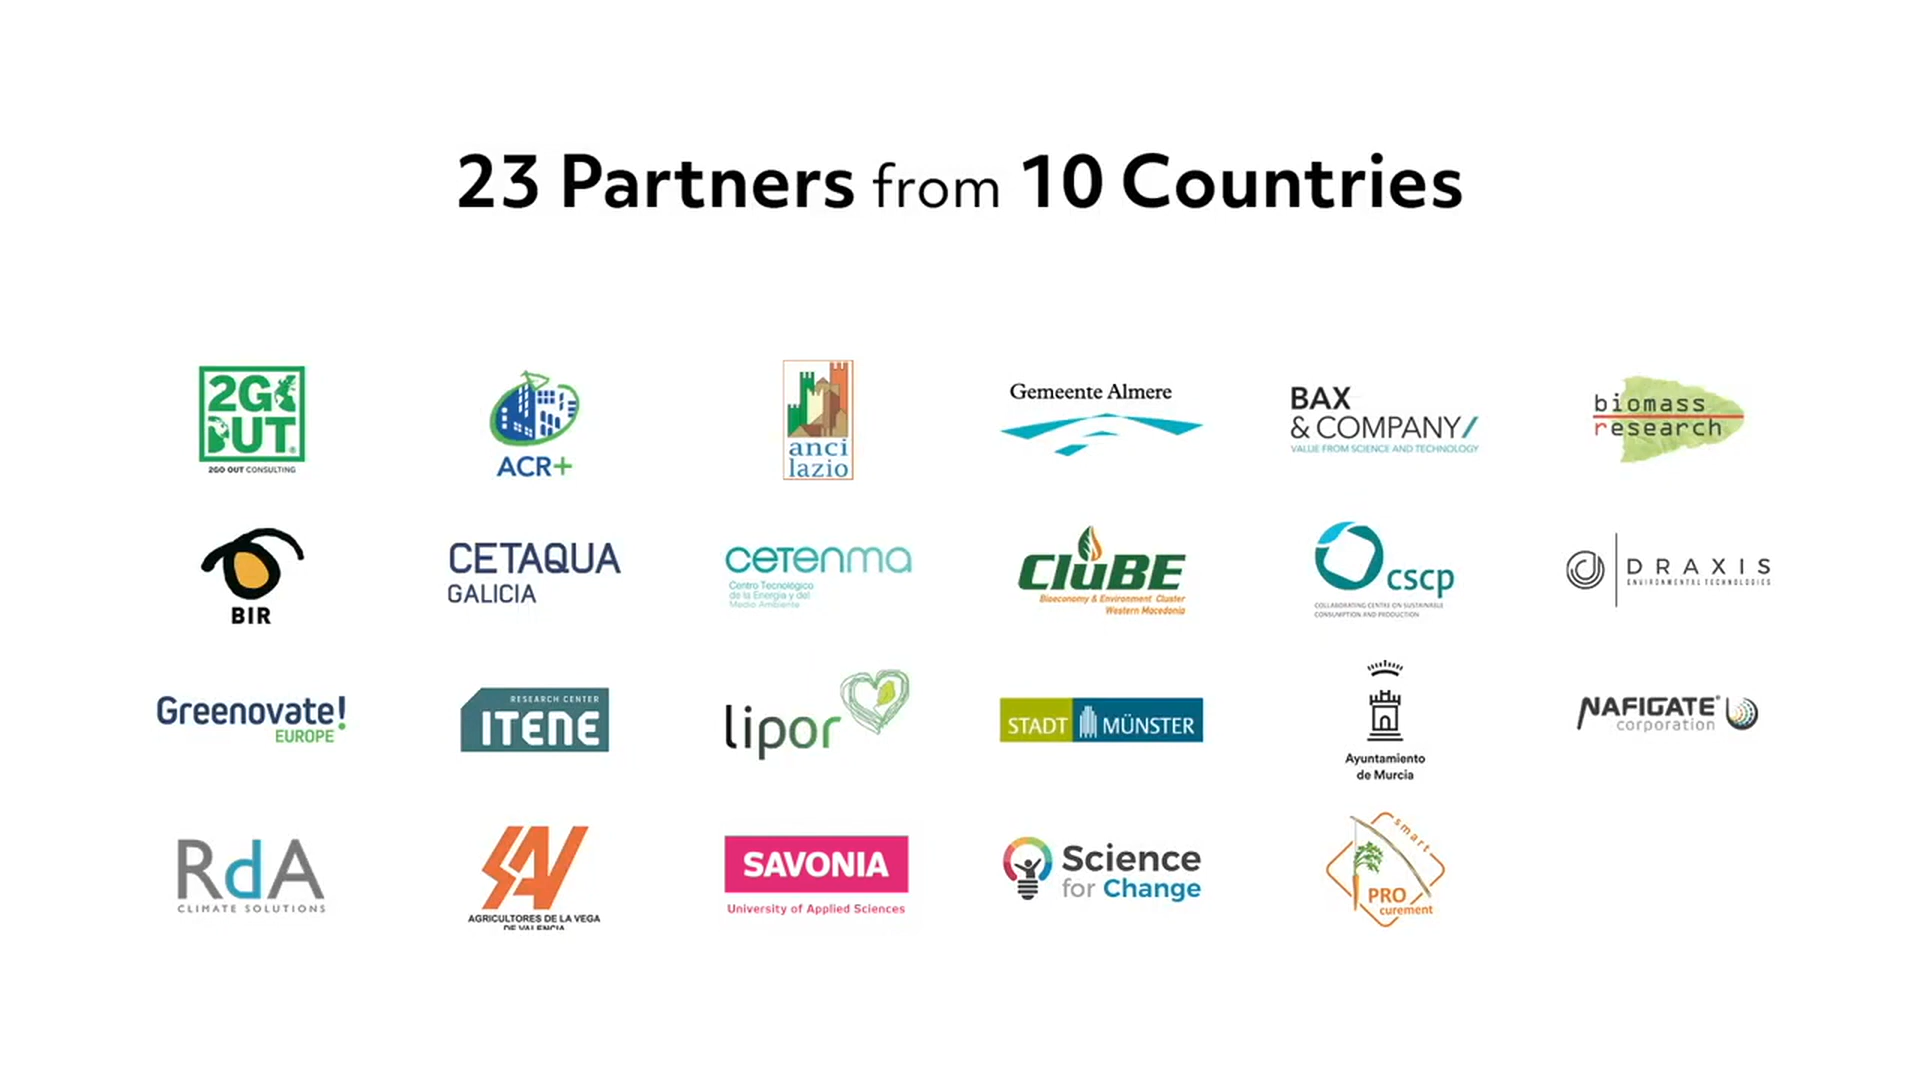 23 Partners from 10 Countries
2GO OUT®
2GO OUT CONSULTING
ACR+
anci
lazio
Gemeente Almere
BAX
& COMPANY/
VALUE FROM SCIENCE AND TECHNOLOGY
biomass
research
BIR
CETAQUA
GALICIA
cetenma
Centro Tecnológico
de la Energía y del
Medio Ambiente
CluBE
Bioeconomy & Environment Cluster
Western Macedonia
cscp
COLLABORATING CENTRE ON SUSTAINABLE
CONSUMPTION AND PRODUCTION
DRAXIS
ENVIRONMENTAL TECHNOLOGIES
Greenovate!
EUROPE
RESEARCH CENTER
ITENE
lipor
STADT MÜNSTER
Ayuntamiento
de Murcia
NAFIGATE®
corporation
RdA
CLIMATE SOLUTIONS
SAV
AGRICULTORES DE LA VEGA
DE VALENCIA
SAVONIA
University of Applied Sciences
Science
for Change
smart
PRO
curement